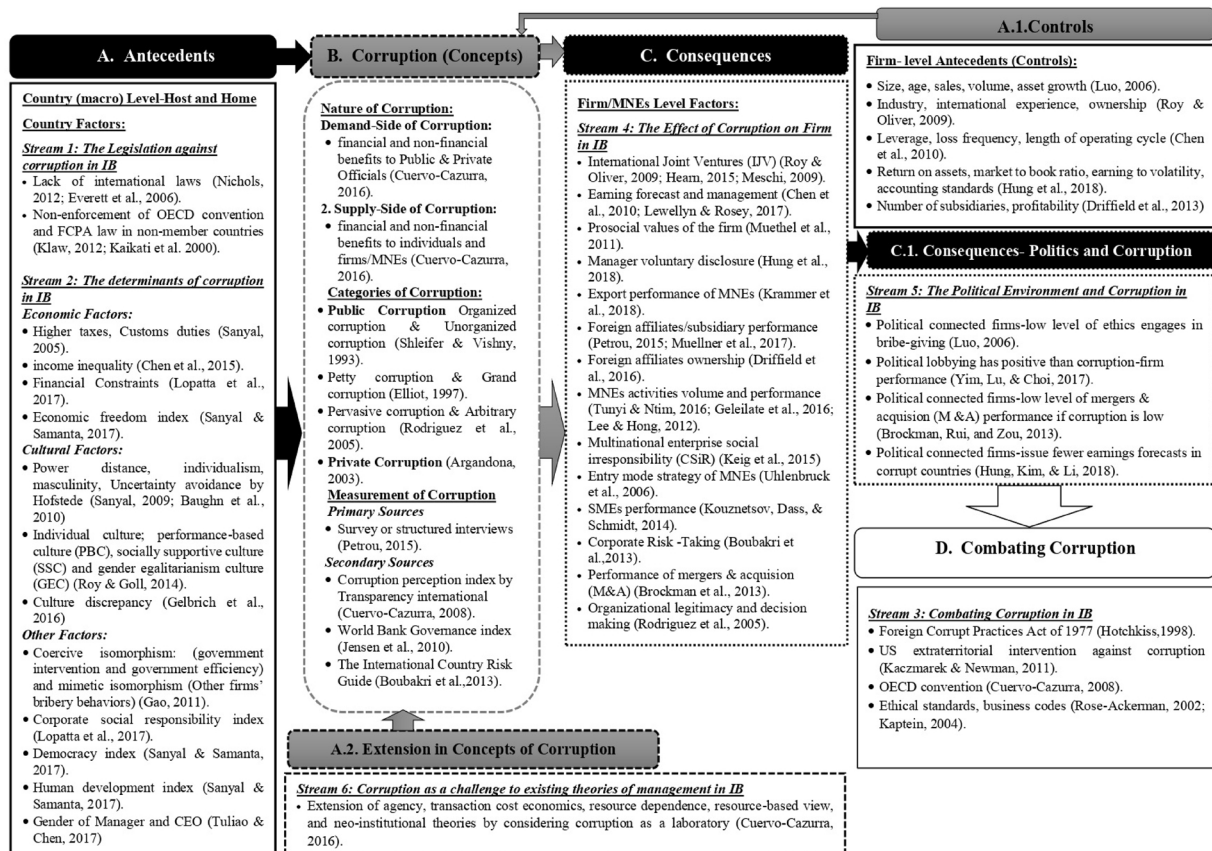 A. Antecedents
Country (macro) Level-Host and Home
Country Factors:
Stream 1: The Legislation against
corruption in IB
• Lack of international laws (Nichols,
2012; Everett et al., 2006).
• Non-enforcement of OECD convention
and FCPA law in non-member countries
(Klaw, 2012; Kaikati et al. 2000).
Stream 2: The determinants of corruption
in IB
Economic Factors:
• Higher taxes, Customs duties (Sanyal,
2005).
• income inequality (Chen et al., 2015).
• Financial Constraints (Lopatta et al.,
2017).
• Economic freedom index (Sanyal &
Samanta, 2017).
Cultural Factors:
• Power distance, individualism,
masculinity, Uncertainty avoidance by
Hofstede (Sanyal, 2009; Baughn et al.,
2010)
• Individual culture; performance-based
culture (PBC), socially supportive culture
(SSC) and gender egalitarianism culture
(GEC) (Roy & Goll, 2014).
• Culture discrepancy (Gelbrich et al.,
2016)
Other Factors:
• Coercive isomorphism: (government
intervention and government efficiency)
and mimetic isomorphism (Other firms'
bribery behaviors) (Gao, 2011).
• Corporate social responsibility index
(Lopatta et al., 2017).
• Democracy index (Sanyal & Samanta,
2017).
• Human development index (Sanyal &
Samanta, 2017).
• Gender of Manager and CEO (Tuliao &
Chen, 2017)
B. Corruption (Concepts)
Nature of Corruption:
Demand-Side of Corruption:
• financial and non-financial
benefits to Public & Private
Officials (Cuervo-Cazurra,
2016).
2. Supply-Side of Corruption:
• financial and non-financial
benefits to individuals and
firms/MNEs (Cuervo-Cazurra,
2016).
Categories of Corruption:
• Public Corruption Organized
corruption & Unorganized
corruption (Shleifer & Vishny,
1993).
• Petty corruption & Grand
corruption (Elliot, 1997).
• Pervasive corruption & Arbitrary
corruption (Rodriguez et al.,
2005).
• Private Corruption (Argandona,
2003).
Measurement of Corruption
Primary Sources
• Survey or structured interviews
(Petrou, 2015).
Secondary Sources
• Corruption perception index by
Transparency international
(Cuervo-Cazurra, 2008).
• World Bank Governance index
(Jensen et al., 2010).
• The International Country Risk
Guide (Boubakri et al.,2013).
A.2. Extension in Concepts of Corruption
Stream 6: Corruption as a challenge to existing theories of management in IB
• Extension of agency, transaction cost economics, resource dependence, resource-based view,
and neo-institutional theories by considering corruption as a laboratory (Cuervo-Cazurra,
2016).
C. Consequences
Firm/MNEs Level Factors:
Stream 4: The Effect of Corruption on Firm
in IB
• International Joint Ventures (IJV) (Roy &
Oliver, 2009; Hearn, 2015; Meschi, 2009).
• Earning forecast and management (Chen
et al., 2010; Lewellyn & Rosey, 2017).
• Prosocial values of the firm (Muethel et al.,
2011).
• Manager voluntary disclosure (Hung et al.,
2018).
• Export performance of MNEs (Krammer et
al., 2018).
• Foreign affiliates/subsidiary performance
(Petrou, 2015; Muellner et al., 2017).
• Foreign affiliates ownership (Driffield et
al., 2016).
• MNEs activities volume and performance
(Tunyi & Ntim, 2016; Geleilate et al., 2016;
Lee & Hong, 2012).
• Multinational enterprise social
irresponsibility (CSiR) (Keig et al., 2015)
• Entry mode strategy of MNEs (Uhlenbruck
et al., 2006).
• SMEs performance (Kouznetsov, Dass, &
Schmidt, 2014).
• Corporate Risk -Taking (Boubakri et
al.,2013).
• Performance of mergers & acquision
(M&A) (Brockman et al., 2013).
• Organizational legitimacy and decision
making (Rodriguez et al., 2005).
A.1.Controls
Firm- level Antecedents (Controls):
• Size, age, sales, volume, asset growth (Luo, 2006).
• Industry, international experience, ownership (Roy &
Oliver, 2009).
• Leverage, loss frequency, length of operating cycle (Chen
et al., 2010).
• Return on assets, market to book ratio, earning to volatility,
accounting standards (Hung et al., 2018).
• Number of subsidiaries, profitability (Driffield et al., 2013)
C.1. Consequences- Politics and Corruption
Stream 5: The Political Environment and Corruption in
IB
• Political connected firms-low level of ethics engages in
bribe-giving (Luo, 2006).
• Political lobbying has positive than corruption-firm
performance (Yim, Lu, & Choi, 2017).
• Political connected firms-low level of mergers &
acquision (M &A) performance if corruption is low
(Brockman, Rui, and Zou, 2013).
• Political connected firms-issue fewer earnings forecasts in
corrupt countries (Hung, Kim, & Li, 2018).
D. Combating Corruption
Stream 3: Combating Corruption in IB
• Foreign Corrupt Practices Act of 1977 (Hotchkiss,1998).
• US extraterritorial intervention against corruption
(Kaczmarek & Newman, 2011).
• OECD convention (Cuervo-Cazurra, 2008).
• Ethical standards, business codes (Rose-Ackerman, 2002;
Kaptein, 2004).